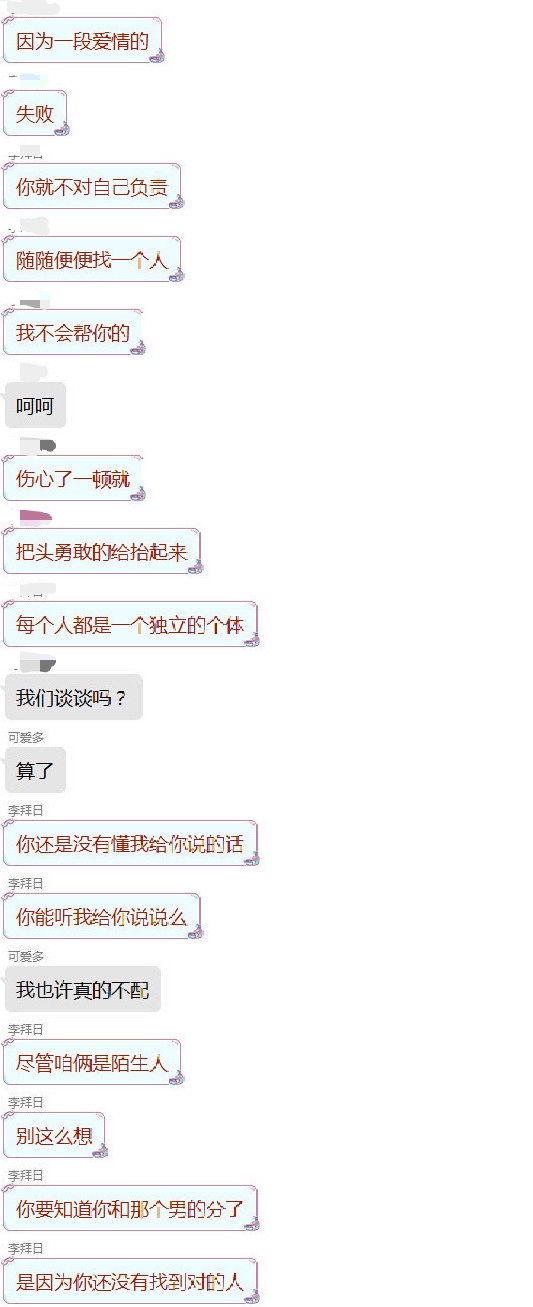 因为一段爱情的
失败
李拜日
你就不对自己负责
随随便便找一个人
我不会帮你的
呵呵
伤心了一顿就
把头勇敢的给抬起来
每个人都是一个独立的个体
我们谈谈吗？
可爱多
算了
李拜日
你还是没有懂我给你说的话
李拜日
你能听我给你说说么
可爱多
我也许真的不配
李拜日
尽管咱俩是陌生人
李拜日
别这么想
李拜日
你要知道你和那个男的分了
李拜日
是因为你还没有找到对的人